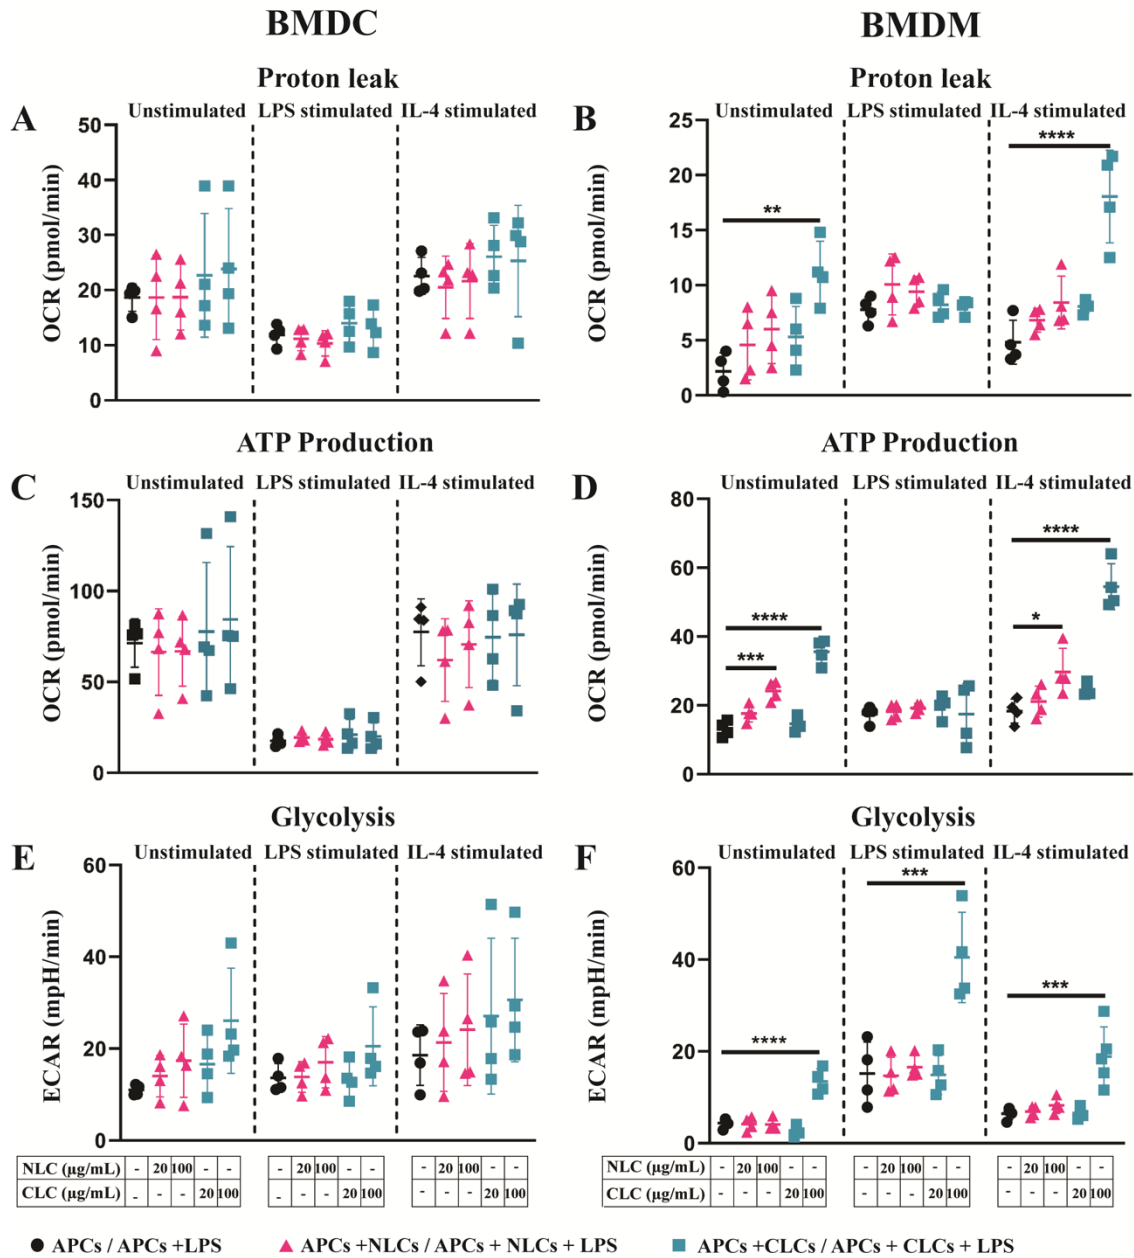 BMDC
BMDM
Proton leak
Proton leak
A
Unstimulated
LPS stimulated
IL-4 stimulated
B
Unstimulated
LPS stimulated
IL-4 stimulated
OCR (pmol/min)
50
40
30
20
10
0
OCR (pmol/min)
25
20
15
10
5
0
**
****
ATP Production
ATP Production
C
Unstimulated
LPS stimulated
IL-4 stimulated
D
Unstimulated
LPS stimulated
IL-4 stimulated
OCR (pmol/min)
150
100
50
0
OCR (pmol/min)
80
60
40
20
0
****
***
****
*
Glycolysis
Glycolysis
E
Unstimulated
LPS stimulated
IL-4 stimulated
F
Unstimulated
LPS stimulated
IL-4 stimulated
ECAR (mpH/min)
60
40
20
0
ECAR (mpH/min)
60
40
20
0
****
***
***
NLC (µg/mL) - 20 100 - - - 20 100 - - - 20 100 - -
CLC (µg/mL) - - - 20 100 - - - 20 100 - - - 20 100
NLC (µg/mL) - 20 100 - - - 20 100 - - - 20 100 - -
CLC (µg/mL) - - - 20 100 - - - 20 100 - - - 20 100
APCs / APCs +LPS
APCs +NLCs / APCs + NLCs + LPS
APCs +CLCs / APCs + CLCs + LPS